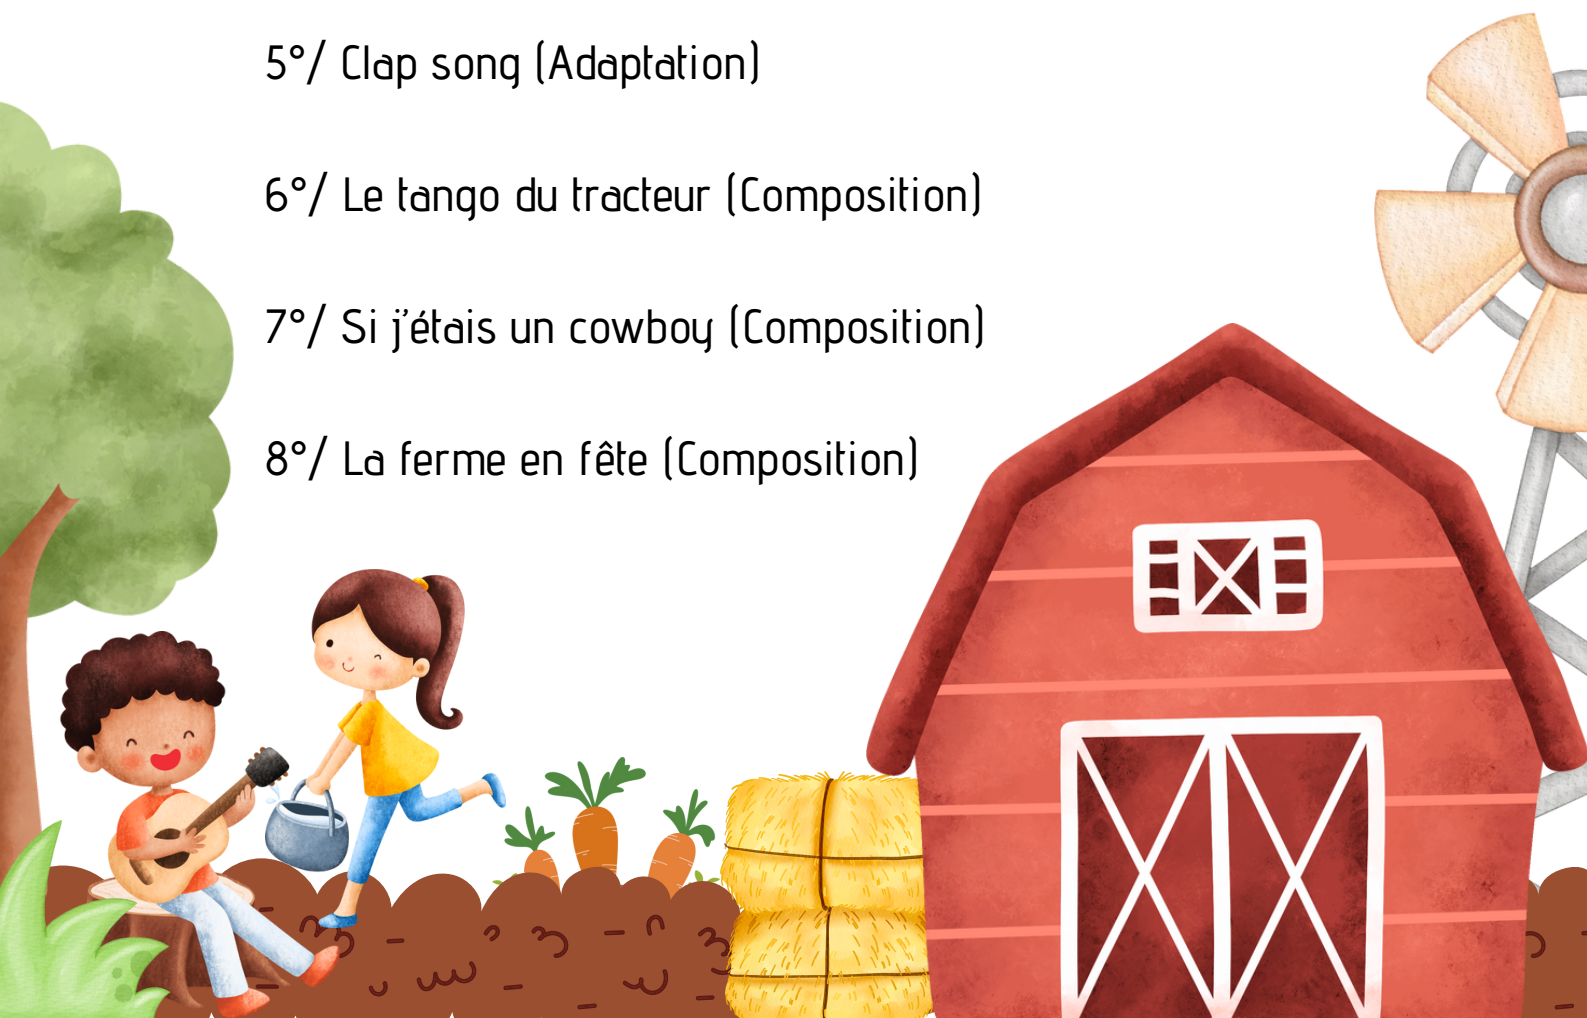 5°/ Clap song (Adaptation)
6°/ Le tango du tracteur (Composition)
7°/ Si j'étais un cowboy (Composition)
8°/ La ferme en fête (Composition)